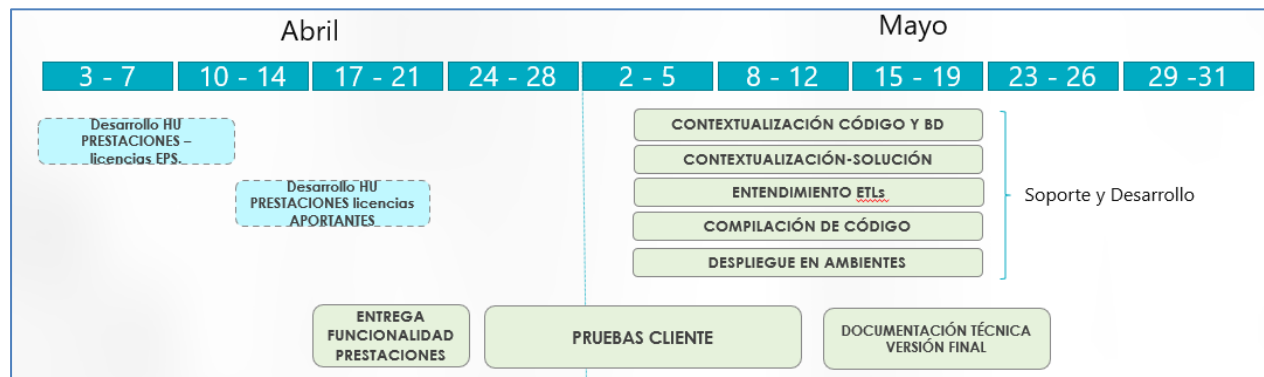 Abril
Mayo
3 - 7
10 - 14
17 - 21
24 - 28
2 - 5
8 - 12
15 - 19
23 - 26
29 -31
Desarrollo HU
PRESTACIONES –
licencias EPS.
Desarrollo HU
PRESTACIONES licencias
APORTANTES
CONTEXTUALIZACIÓN CÓDIGO Y BD
CONTEXTUALIZACIÓN-SOLUCIÓN
ENTENDIMIENTO ETLs
COMPILACIÓN DE CÓDIGO
DESPLIEGUE EN AMBIENTES
Soporte y Desarrollo
ENTREGA
FUNCIONALIDAD
PRESTACIONES
PRUEBAS CLIENTE
DOCUMENTACIÓN TÉCNICA
VERSIÓN FINAL